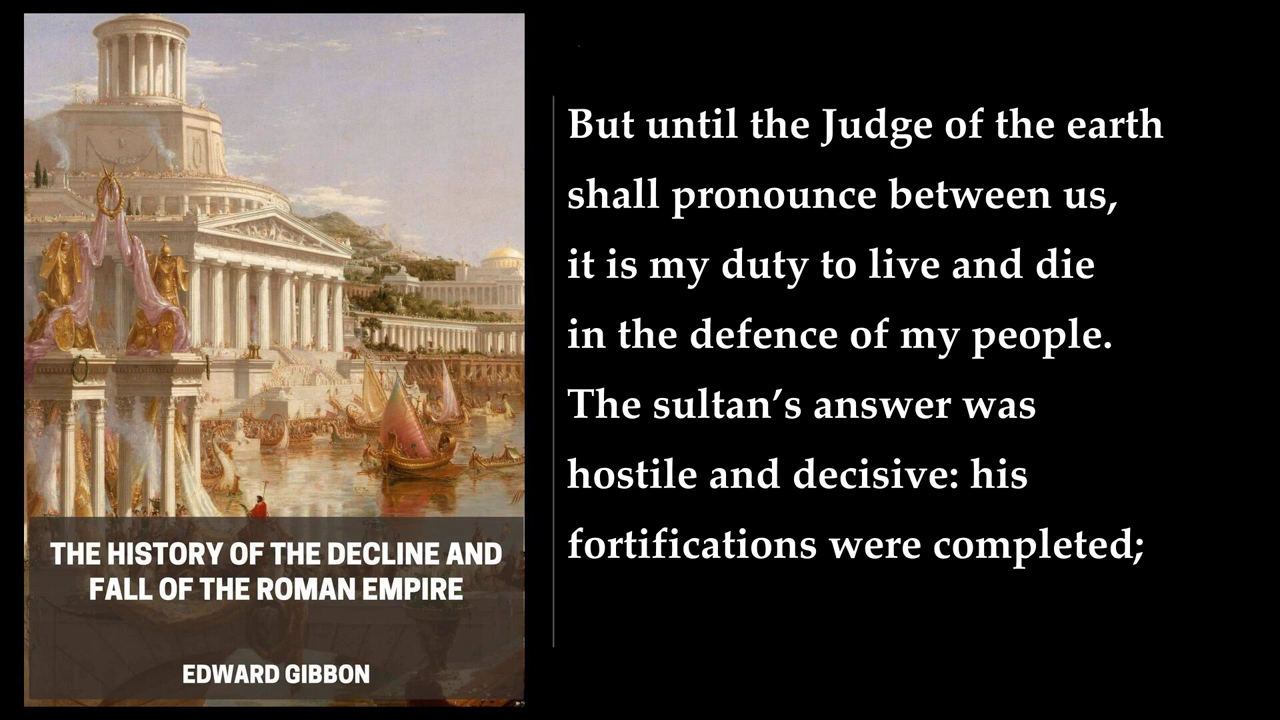 THE HISTORY OF THE DECLINE AND
FALL OF THE ROMAN EMPIRE
EDWARD GIBBON
But until the Judge of the earth
shall pronounce between us,
it is my duty to live and die
in the defence of my people.
The sultan’s answer was
hostile and decisive: his
fortifications were completed;